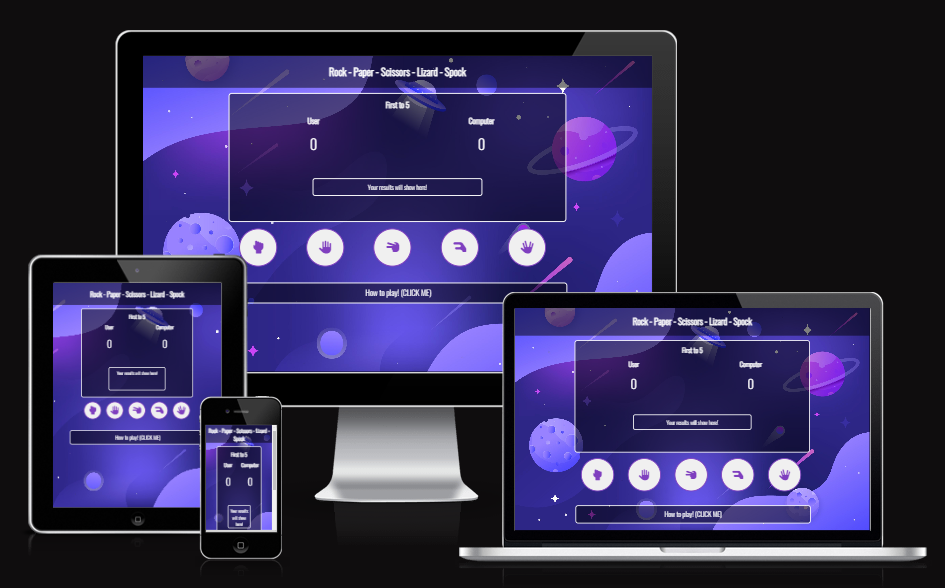 Rock - Paper - Scissors - Lizard - Spock
First to 5
User Computer
0 0
Your results will show here!
How to play! (CLICK ME)
Rock - Paper - Scissors - Lizard - Spock
First to 5
User Computer
0 0
Your results will show here!
How to play! (CLICK ME)
Rock - Paper - Scissors - Lizard -
Spock
First to 5
User Computer
0 0
Your results
will show
here!
Rock - Paper - Scissors - Lizard - Spock
First to 5
User Computer
0 0
Your results will show here!
How to play! (CLICK ME)